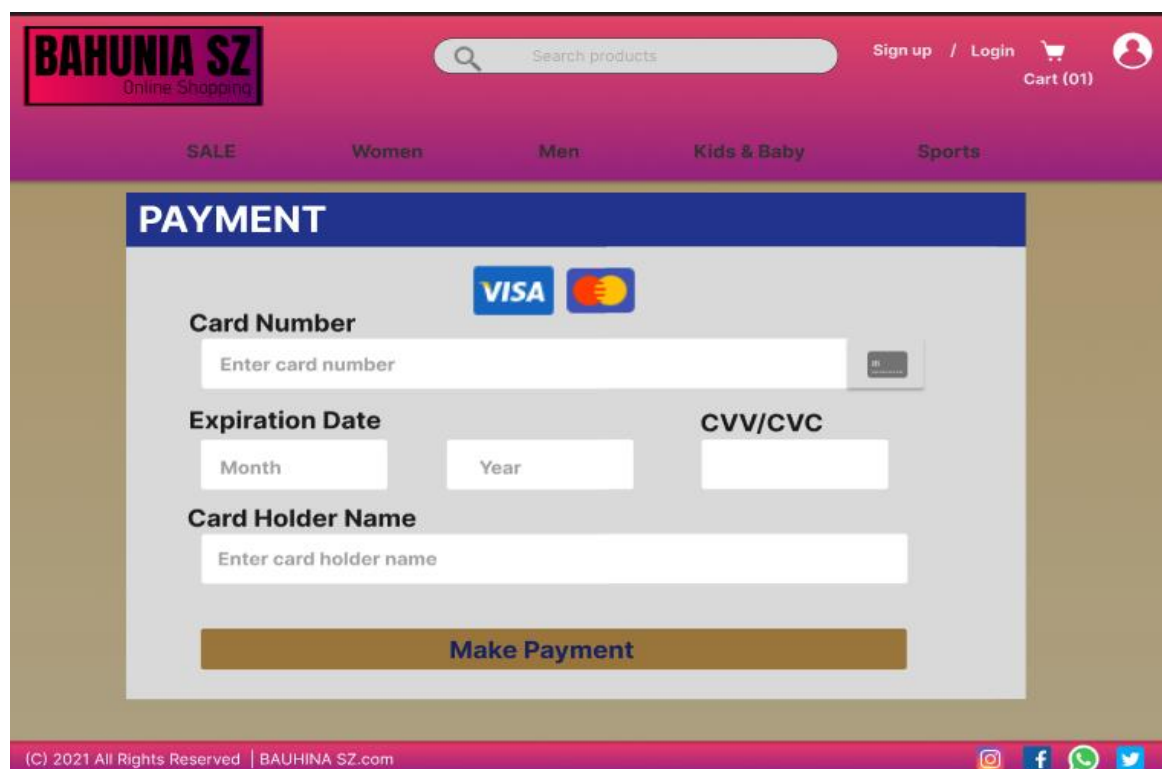 BAHUNIA SZ
Online Shopping
Search products
Sign up / Login
Cart (01)
SALE Women Men Kids & Baby Sports
PAYMENT
VISA
Card Number
Enter card number
Expiration Date CVV/CVC
Month Year
Card Holder Name
Enter card holder name
Make Payment
(C) 2021 All Rights Reserved | BAUHINA SZ.com